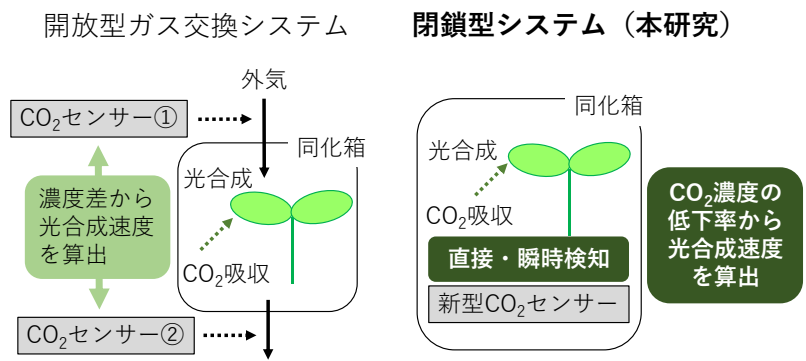 開放型ガス交換システム
外気
CO₂センサー①
同化箱
光合成
濃度差から
光合成速度
を算出
CO₂吸収
CO₂センサー②
閉鎖型システム（本研究）
同化箱
光合成
CO₂吸収
直接・瞬時検知
新型CO₂センサー
CO₂濃度の
低下率から
光合成速度
を算出